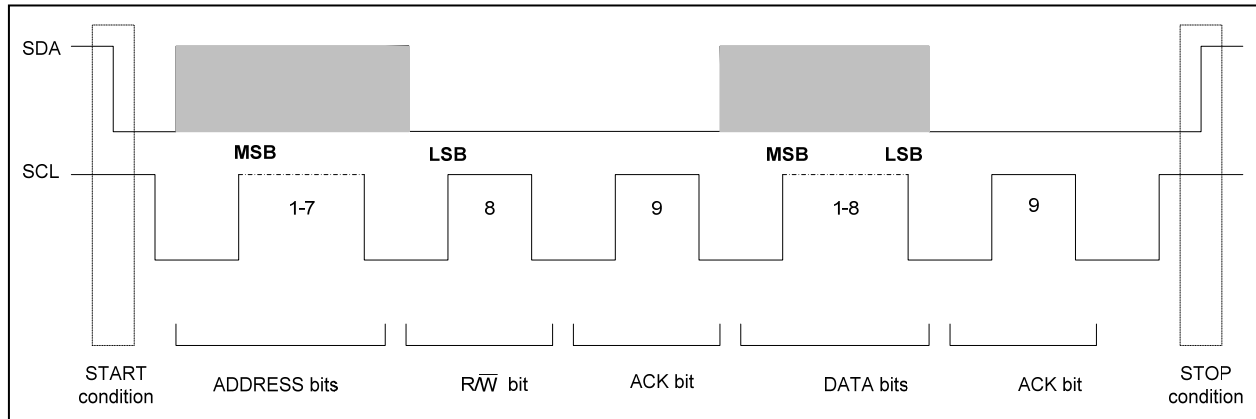 SDA
MSB LSB MSB LSB
SCL
1-7 8 9 1-8 9
START condition
ADDRESS bits
R/W̅ bit
ACK bit
DATA bits
ACK bit
STOP condition